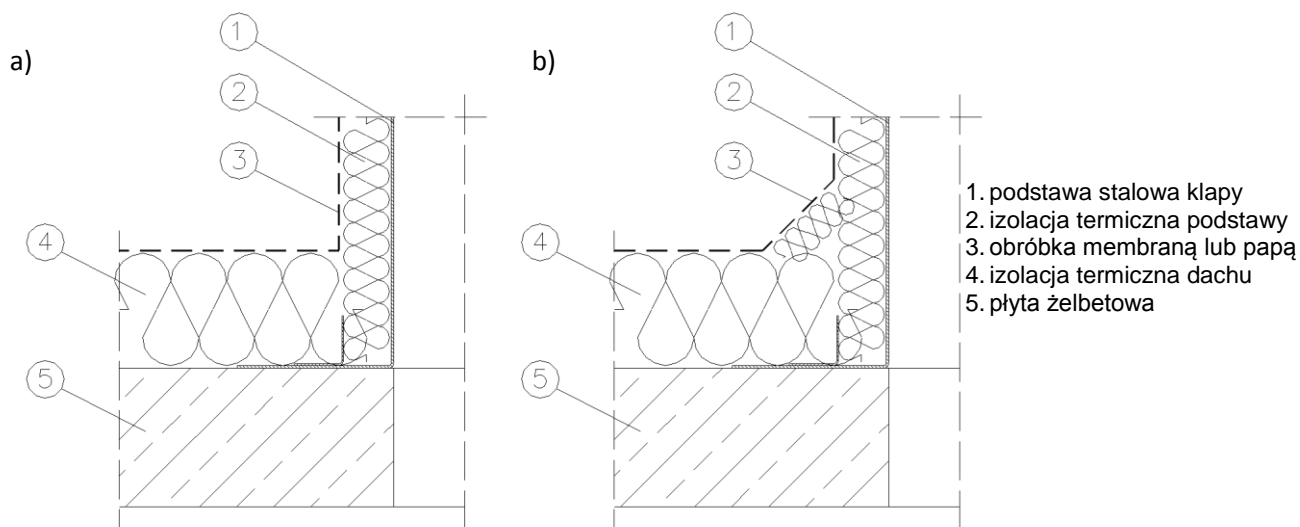 a)
1
2
3
4
5
b)
1
2
3
4
5
1. podstawa stalowa klapy
2. izolacja termiczna podstawy
3. obróbka membraną lub papą
4. izolacja termiczna dachu
5. płyta żelbetowa